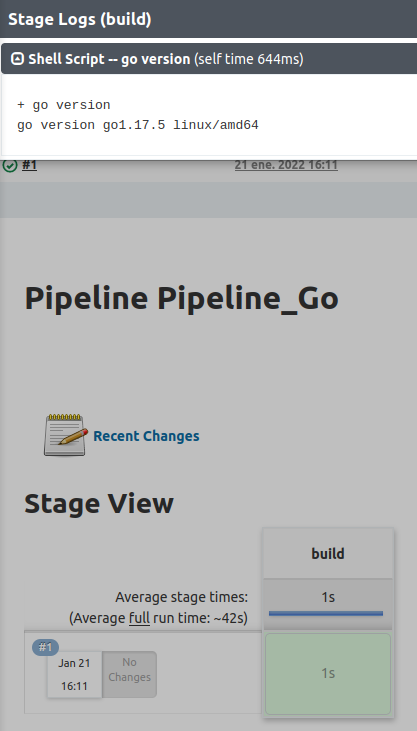 Stage Logs (build)
Shell Script -- go version (self time 644ms)
+ go version
go version go1.17.5 linux/amd64
#1 21 ene. 2022 16:11
Pipeline Pipeline_Go
Recent Changes
Stage View
build
Average stage times: 1s
(Average full run time: ~42s)
#1
Jan 21
16:11
No
Changes
1s